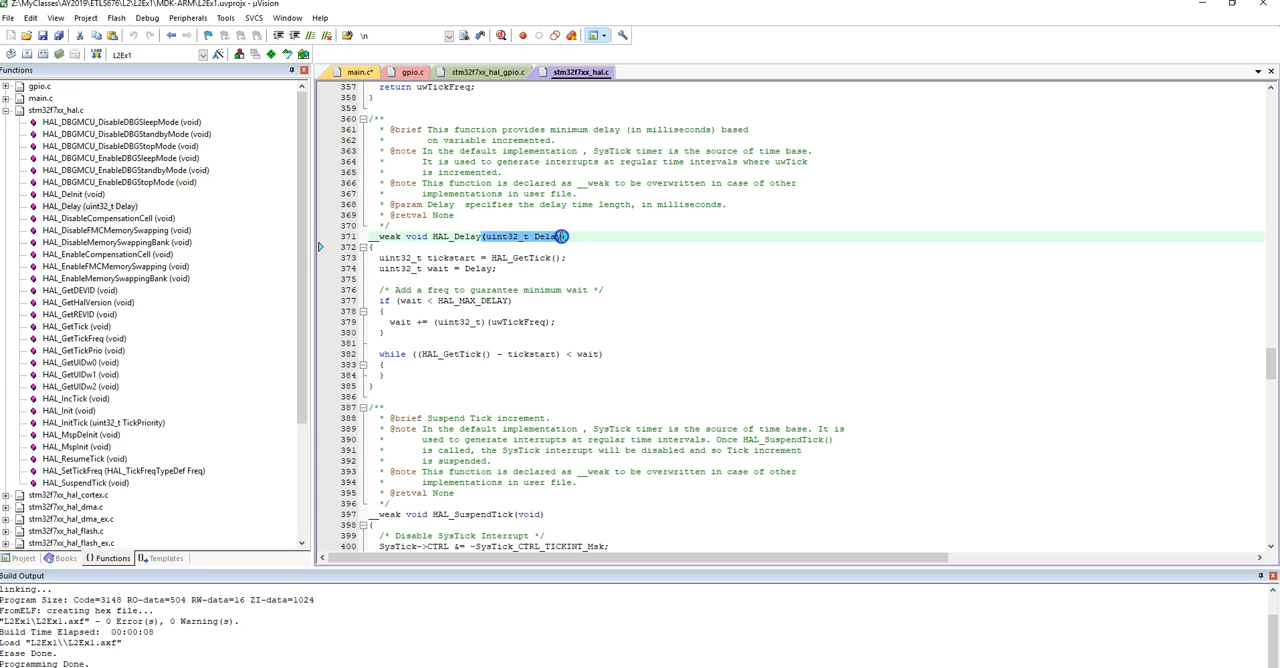 Z:\MyClasses\AY2019\ETLS676\L2\L2Ex1\MDK-ARM\L2Ex1.uvprojx - µVision
File Edit View Project Flash Debug Peripherals Tools SVCS Window Help
\n
LOAD L2Ex1
Functions
main.c* gpio.c stm32f7xx_hal_gpio.c stm32f7xx_hal.c
gpio.c
main.c
stm32f7xx_hal.c
HAL_DBGMCU_DisableDBGSleepMode (void)
HAL_DBGMCU_DisableDBGStandbyMode (void)
HAL_DBGMCU_DisableDBGStopMode (void)
HAL_DBGMCU_EnableDBGSleepMode (void)
HAL_DBGMCU_EnableDBGStandbyMode (void)
HAL_DBGMCU_EnableDBGStopMode (void)
HAL_DeInit (void)
HAL_Delay (uint32_t Delay)
HAL_DisableCompensationCell (void)
HAL_DisableFMCMemorySwapping (void)
HAL_DisableMemorySwappingBank (void)
HAL_EnableCompensationCell (void)
HAL_EnableFMCMemorySwapping (void)
HAL_EnableMemorySwappingBank (void)
HAL_GetDEVID (void)
HAL_GetHalVersion (void)
HAL_GetREVID (void)
HAL_GetTick (void)
HAL_GetTickFreq (void)
HAL_GetTickPrio (void)
HAL_GetUIDw0 (void)
HAL_GetUIDw1 (void)
HAL_GetUIDw2 (void)
HAL_IncTick (void)
HAL_Init (void)
HAL_InitTick (uint32_t TickPriority)
HAL_MspDeInit (void)
HAL_MspInit (void)
HAL_ResumeTick (void)
HAL_SetTickFreq (HAL_TickFreqTypeDef Freq)
HAL_SuspendTick (void)
stm32f7xx_hal_cortex.c
stm32f7xx_hal_dma.c
stm32f7xx_hal_dma_ex.c
stm32f7xx_hal_flash.c
stm32f7xx_hal_flash_ex.c
Project Books {} Functions Templates
357 return uwTickFreq;
358 }
359
360 /**
361 * @brief This function provides minimum delay (in milliseconds) based
362 * on variable incremented.
363 * @note In the default implementation , SysTick timer is the source of time base.
364 * It is used to generate interrupts at regular time intervals where uwTick
365 * is incremented.
366 * @note This function is declared as __weak to be overwritten in case of other
367 * implementations in user file.
368 * @param Delay specifies the delay time length, in milliseconds.
369 * @retval None
370 */
371 __weak void HAL_Delay(uint32_t Delay)
372 {
373 uint32_t tickstart = HAL_GetTick();
374 uint32_t wait = Delay;
375
376 /* Add a freq to guarantee minimum wait */
377 if (wait < HAL_MAX_DELAY)
378 {
379 wait += (uint32_t)(uwTickFreq);
380 }
381
382 while ((HAL_GetTick() - tickstart) < wait)
383 {
384 }
385 }
386
387 /**
388 * @brief Suspend Tick increment.
389 * @note In the default implementation , SysTick timer is the source of time base. It is
390 * used to generate interrupts at regular time intervals. Once HAL_SuspendTick()
391 * is called, the SysTick interrupt will be disabled and so Tick increment
392 * is suspended.
393 * @note This function is declared as __weak to be overwritten in case of other
394 * implementations in user file.
395 * @retval None
396 */
397 __weak void HAL_SuspendTick(void)
398 {
399 /* Disable SysTick Interrupt */
400 SysTick->CTRL &= ~SysTick_CTRL_TICKINT_Msk;
Build Output
linking...
Program Size: Code=3148 RO-data=504 RW-data=16 ZI-data=1024
FromELF: creating hex file...
"L2Ex1\L2Ex1.axf" - 0 Error(s), 0 Warning(s).
Build Time Elapsed: 00:00:08
Load "L2Ex1\\L2Ex1.axf"
Erase Done.
Programming Done.